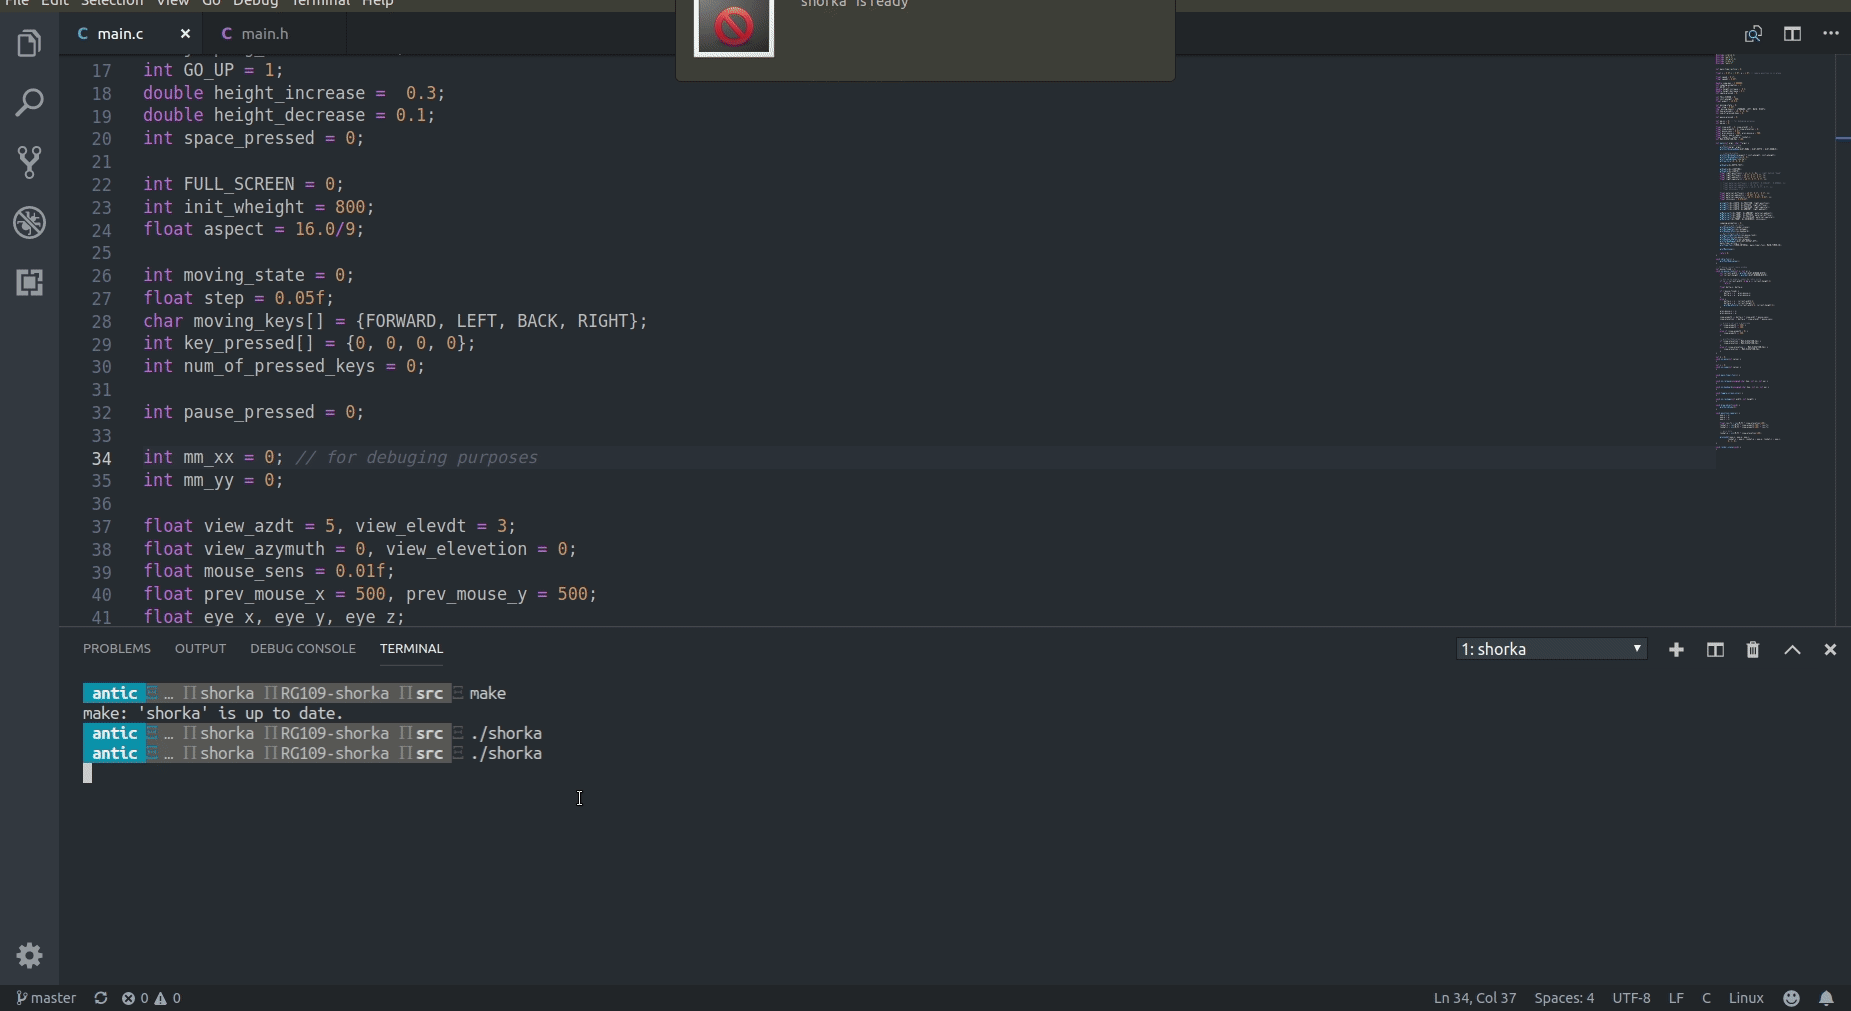 File Edit Selection View Go Debug Terminal Help
shorka" is ready
C main.c ×
C main.h
17 int GO_UP = 1;
18 double height_increase =  0.3;
19 double height_decrease = 0.1;
20 int space_pressed = 0;
21
22 int FULL_SCREEN = 0;
23 int init_wheight = 800;
24 float aspect = 16.0/9;
25
26 int moving_state = 0;
27 float step = 0.05f;
28 char moving_keys[] = {FORWARD, LEFT, BACK, RIGHT};
29 int key_pressed[] = {0, 0, 0, 0};
30 int num_of_pressed_keys = 0;
31
32 int pause_pressed = 0;
33
34 int mm_xx = 0; // for debuging purposes
35 int mm_yy = 0;
36
37 float view_azdt = 5, view_elevdt = 3;
38 float view_azymuth = 0, view_elevetion = 0;
39 float mouse_sens = 0.01f;
40 float prev_mouse_x = 500, prev_mouse_y = 500;
41 float eye_x, eye_y, eye_z;
PROBLEMS OUTPUT DEBUG CONSOLE TERMINAL
1: shorka
antic … shorka RG109-shorka src make
make: 'shorka' is up to date.
antic … shorka RG109-shorka src ./shorka
antic … shorka RG109-shorka src ./shorka
master 0 0
Ln 34, Col 37 Spaces: 4 UTF-8 LF C Linux